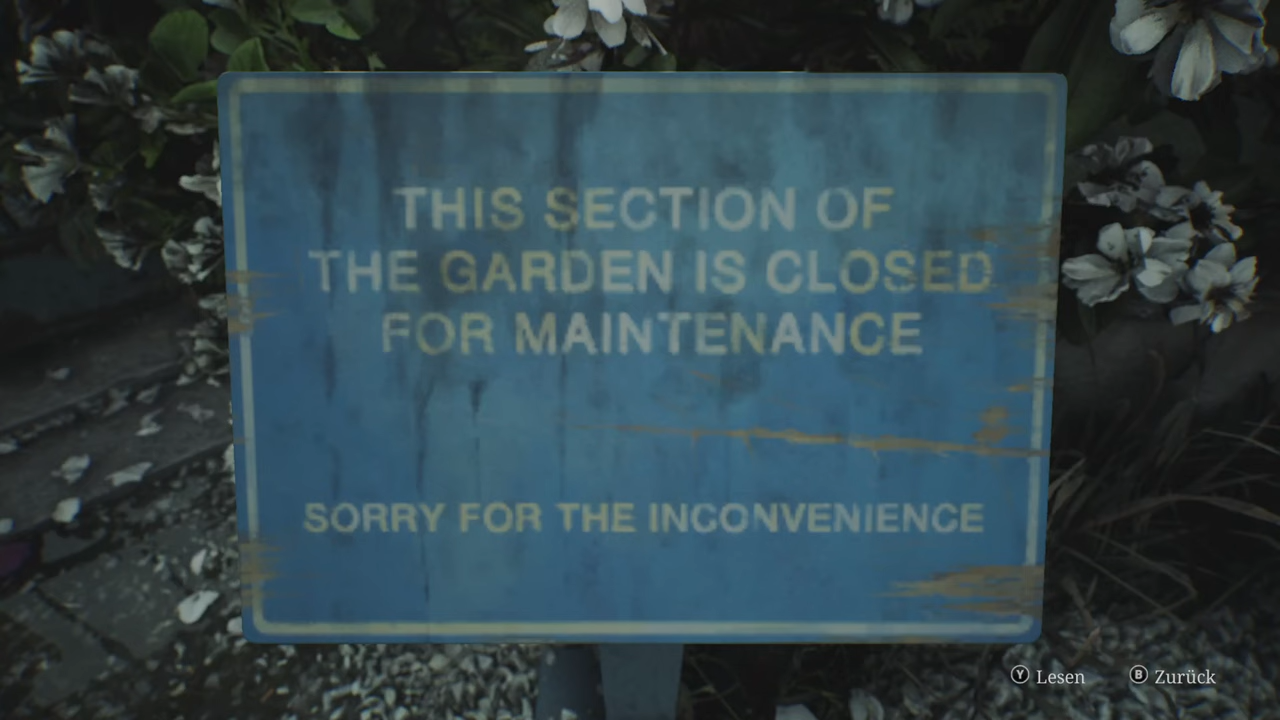 THIS SECTION OF
THE GARDEN IS CLOSED
FOR MAINTENANCE
SORRY FOR THE INCONVENIENCE
Y Lesen B Zurück